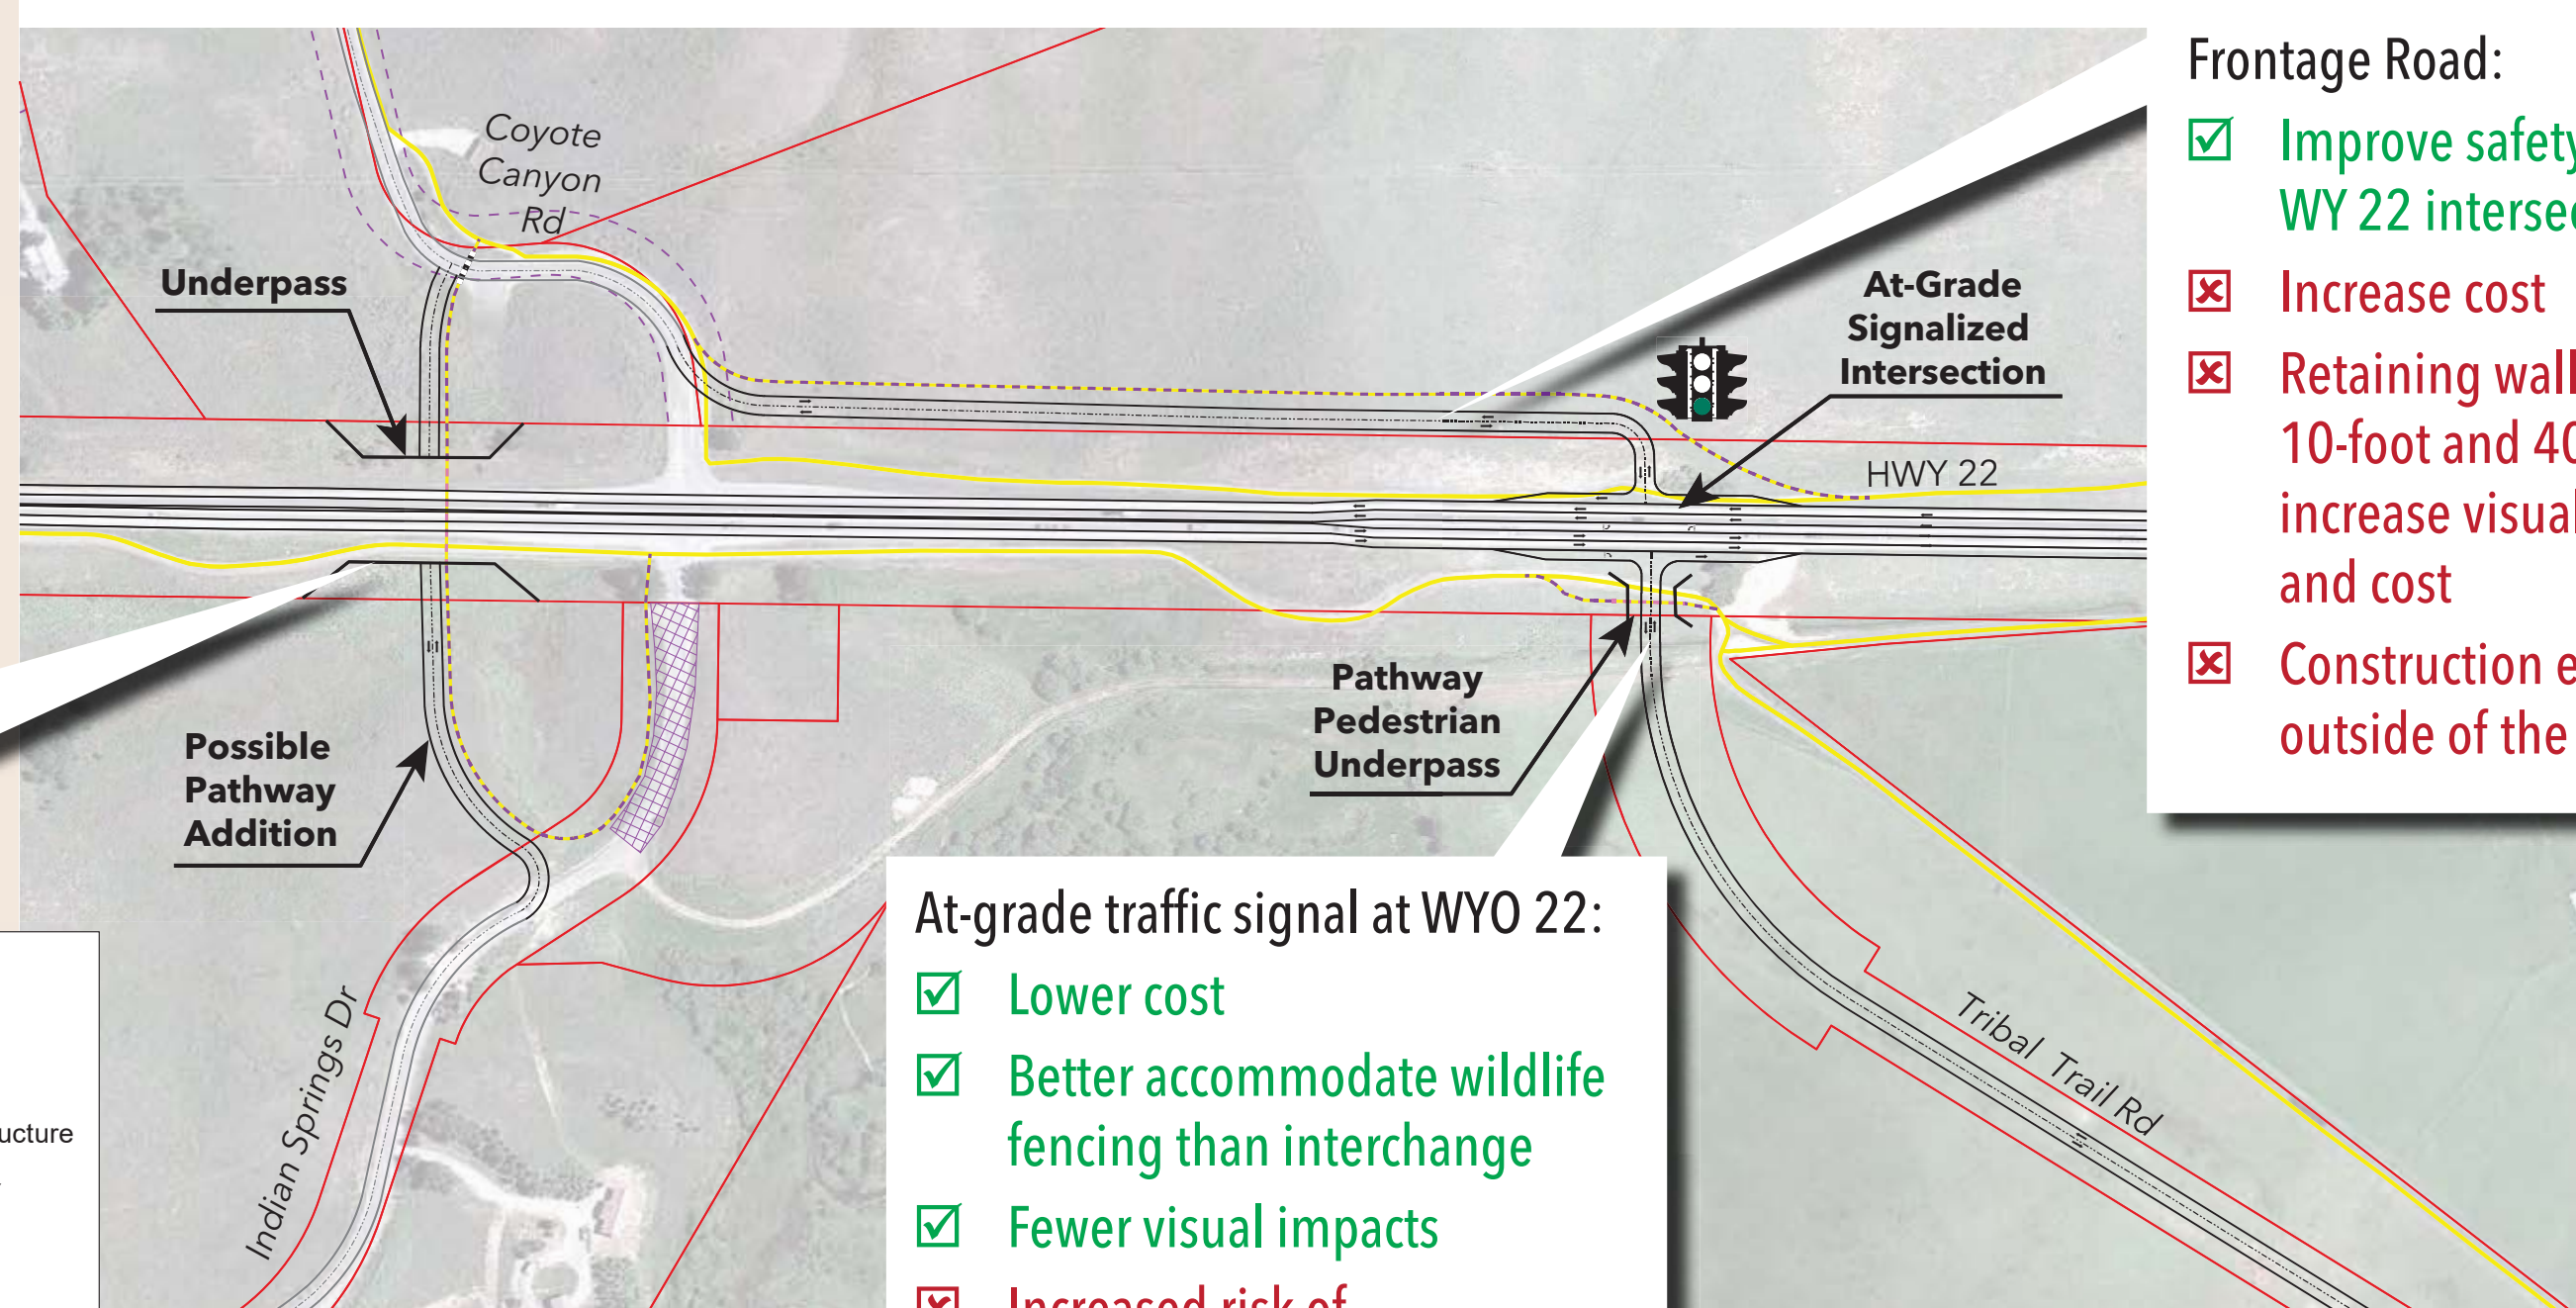 Coyote
Canyon
Rd
Underpass
At-Grade
Signalized
Intersection
HWY 22
Possible
Pathway
Addition
Pathway
Pedestrian
Underpass
Indian Springs Dr
Tribal Trail Rd
Frontage Road:
Improve safety
WY 22 intersec
Increase cost
Retaining wall
10-foot and 40
increase visual
and cost
Construction e
outside of the
At-grade traffic signal at WYO 22:
Lower cost
Better accommodate wildlife
fencing than interchange
Fewer visual impacts
Increased risk of
ucture